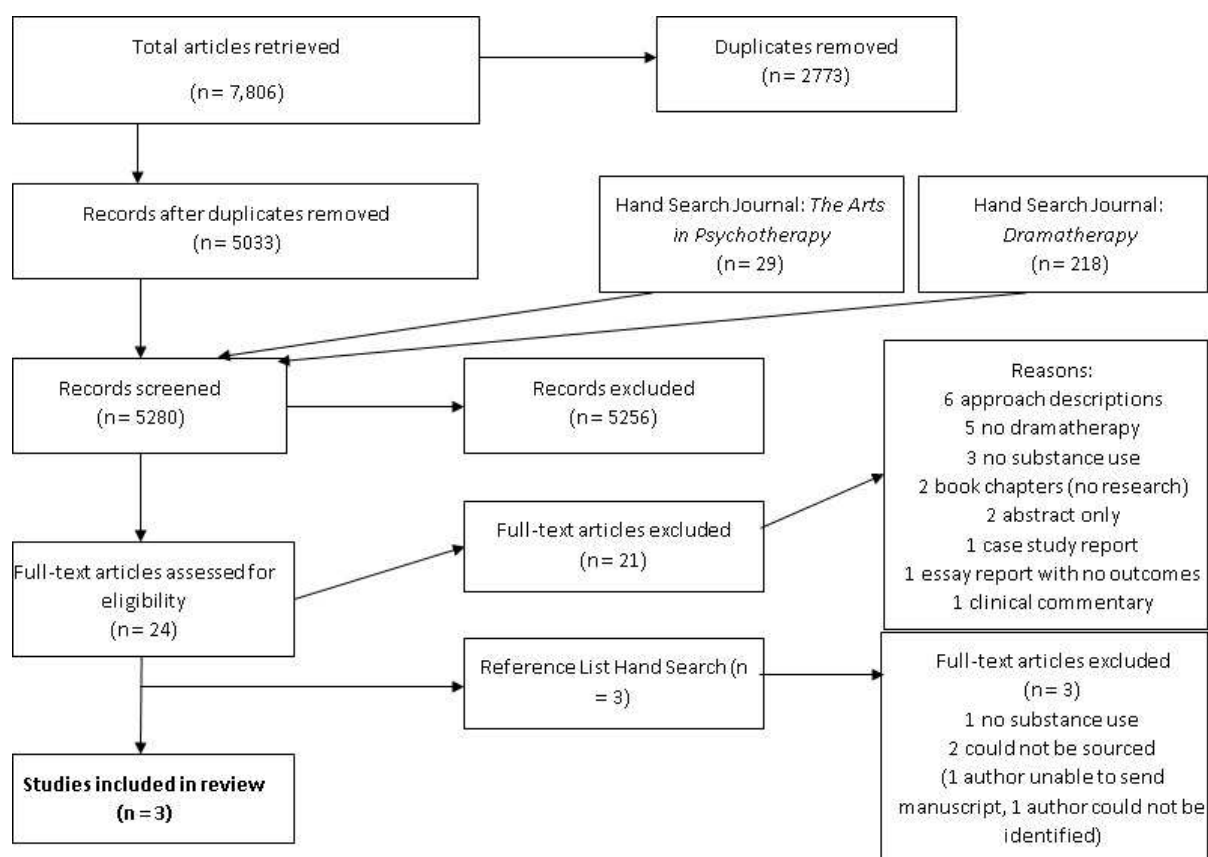 Total articles retrieved
(n= 7,806)
Duplicates removed
(n= 2773)
Records after duplicates removed
(n= 5033)
Hand Search Journal: The Arts
in Psychotherapy
(n= 29)
Hand Search Journal:
Dramatherapy
(n= 218)
Records screened
(n= 5280)
Records excluded
(n= 5256)
Reasons:
6 approach descriptions
5 no dramatherapy
3 no substance use
2 book chapters (no research)
2 abstract only
1 case study report
1 essay report with no outcomes
1 clinical commentary
Full-text articles excluded
(n= 21)
Full-text articles assessed for
eligibility
(n= 24)
Reference List Hand Search (n
= 3)
Full-text articles excluded
(n= 3)
1 no substance use
2 could not be sourced
(1 author unable to send
manuscript, 1 author could not be
identified)
Studies included in review
(n = 3)